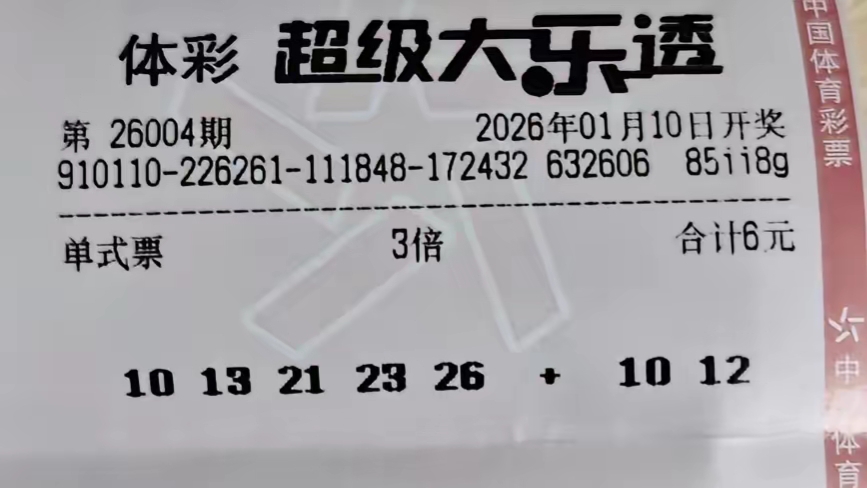 体彩 超级大乐透
第 26004期 2026年01月10日开奖
910110-226261-111848-172432 632606 85ii8g
单式票 3倍 合计6元
10 13 21 23 26 + 10 12
中国体育彩票
中
体育